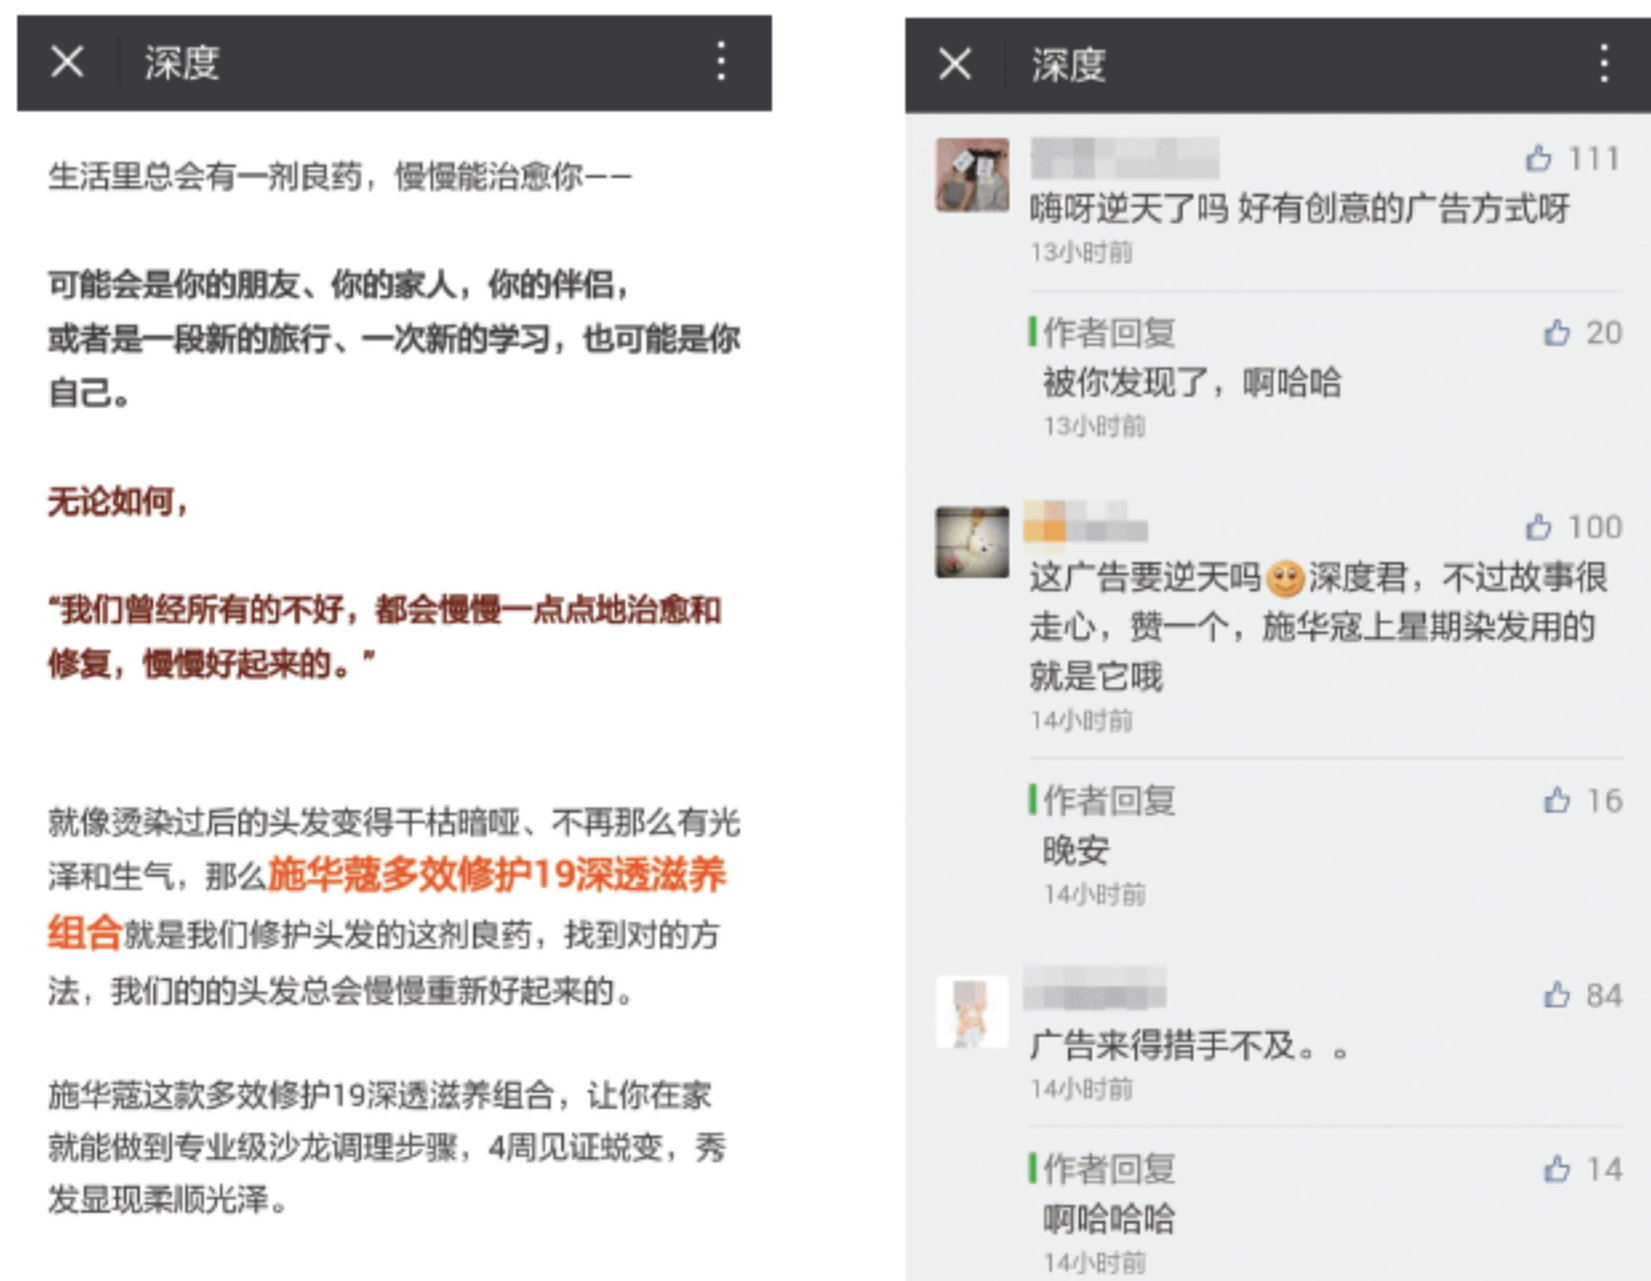 深度
生活里总会有一剂良药，慢慢能治愈你——
可能会是你的朋友、你的家人，你的伴侣，
或者是一段新的旅行、一次新的学习，也可能是你
自己。
无论如何，
“我们曾经所有的不好，都会慢慢一点点地治愈和
修复，慢慢好起来的。”
就像烫染过后的头发变得干枯暗哑、不再那么有光
泽和生气，那么施华蔻多效修护19深透滋养
组合就是我们修护头发的这剂良药，找到对的方
法，我们的的头发总会慢慢重新好起来的。
施华蔻这款多效修护19深透滋养组合，让你在家
就能做到专业级沙龙调理步骤，4周见证蜕变，秀
发显现柔顺光泽。
深度
111
嗨呀逆天了吗 好有创意的广告方式呀
13小时前
作者回复 20
被你发现了，啊哈哈
13小时前
100
这广告要逆天吗😊深度君，不过故事很
走心，赞一个，施华寇上星期染发用的
就是它哦
14小时前
作者回复 16
晚安
14小时前
84
广告来得措手不及。。
14小时前
作者回复 14
啊哈哈哈
14小时前